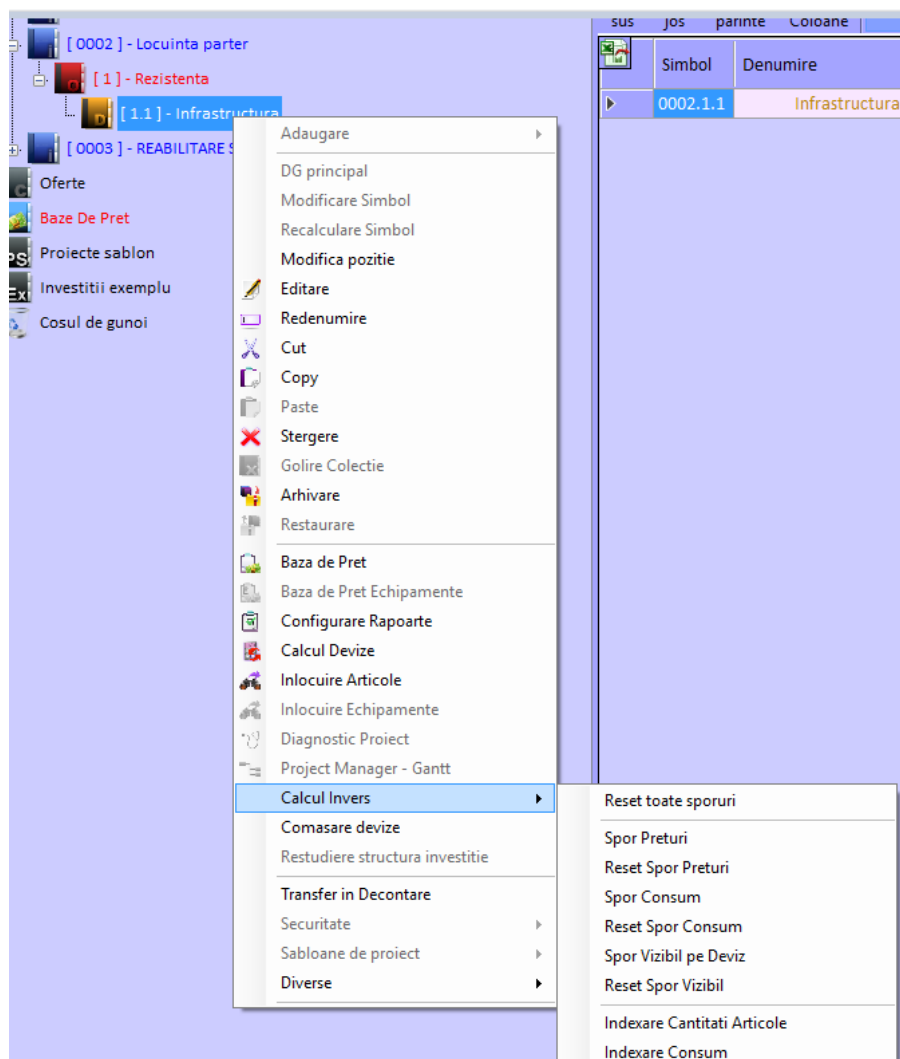 sus jos parinte Coloane
[ 0002 ] - Locuinta parter
[ 1 ] - Rezistenta
[ 1.1 ] - Infrastructura
[ 0003 ] - REABILITARE
Oferte
Baze De Pret
Proiecte sablon
Investitii exemplu
Cosul de gunoi
Simbol Denumire
0002.1.1 Infrastructura
Adaugare
DG principal
Modificare Simbol
Recalculare Simbol
Modifica pozitie
Editare
Redenumire
Cut
Copy
Paste
Stergere
Golire Colectie
Arhivare
Restaurare
Baza de Pret
Baza de Pret Echipamente
Configurare Rapoarte
Calcul Devize
Inlocuire Articole
Inlocuire Echipamente
Diagnostic Proiect
Project Manager - Gantt
Calcul Invers
Comasare devize
Restudiere structura investitie
Transfer in Decontare
Securitate
Sabloane de proiect
Diverse
Reset toate sporuri
Spor Preturi
Reset Spor Preturi
Spor Consum
Reset Spor Consum
Spor Vizibil pe Deviz
Reset Spor Vizibil
Indexare Cantitati Articole
Indexare Consum